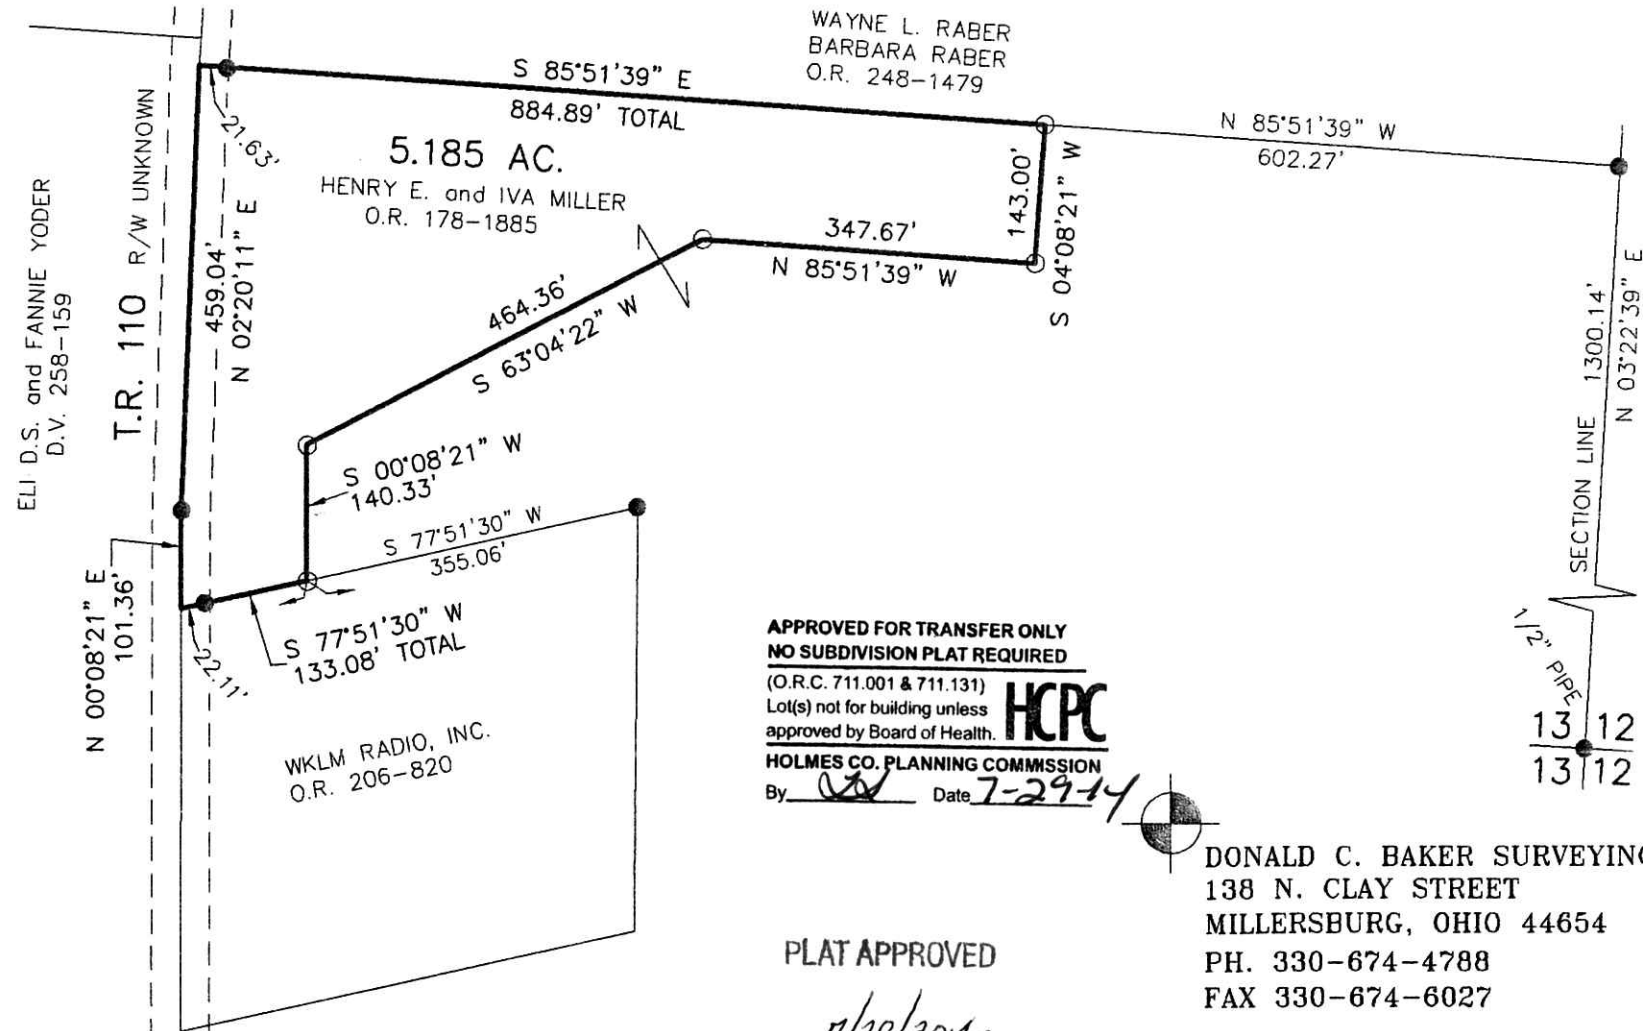 WAYNE L. RABER
BARBARA RABER
O.R. 248-1479
S 85°51'39" E
884.89' TOTAL
N 85°51'39" W
602.27'
21.63'
5.185 AC.
HENRY E. and IVA MILLER
O.R. 178-1885
ELI D.S. and FANNIE YODER
D.V. 258-159
T.R. 110 R/W UNKNOWN
459.04'
N 02°20'11" E
143.00'
S 04°08'21" W
347.67'
N 85°51'39" W
464.36'
S 63°04'22" W
SECTION LINE 1300.14'
N 03°22'39" E
S 00°08'21" W
140.33'
S 77°51'30" W
355.06'
N 00°08'21" E
101.36'
S 77°51'30" W
133.08' TOTAL
22.11'
WKLM RADIO, INC.
O.R. 206-820
1/2" PIPE
13 12
13 12
APPROVED FOR TRANSFER ONLY
NO SUBDIVISION PLAT REQUIRED
(O.R.C. 711.001 & 711.131)
Lot(s) not for building unless
approved by Board of Health.
HCPC
HOLMES CO. PLANNING COMMISSION
By Date 7-29-14
DONALD C. BAKER SURVEYING
138 N. CLAY STREET
MILLERSBURG, OHIO 44654
PH. 330-674-4788
FAX 330-674-6027
PLAT APPROVED